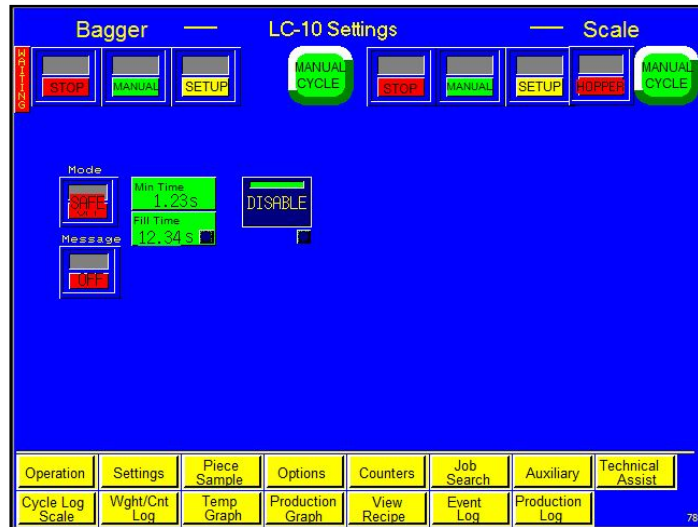 Bagger — LC-10 Settings — Scale
WAITING
STOP
MANUAL
SETUP
MANUAL
CYCLE
STOP
MANUAL
SETUP
HOPPER
MANUAL
CYCLE
Mode
SAFE
Min Time
1.23s
DISABLE
Fill Time
12.34 s
Message
OFF
Operation
Settings
Piece
Sample
Options
Counters
Job
Search
Auxiliary
Technical
Assist
Cycle Log
Scale
Wght/Cnt
Log
Temp
Graph
Production
Graph
View
Recipe
Event
Log
Production
Log
78